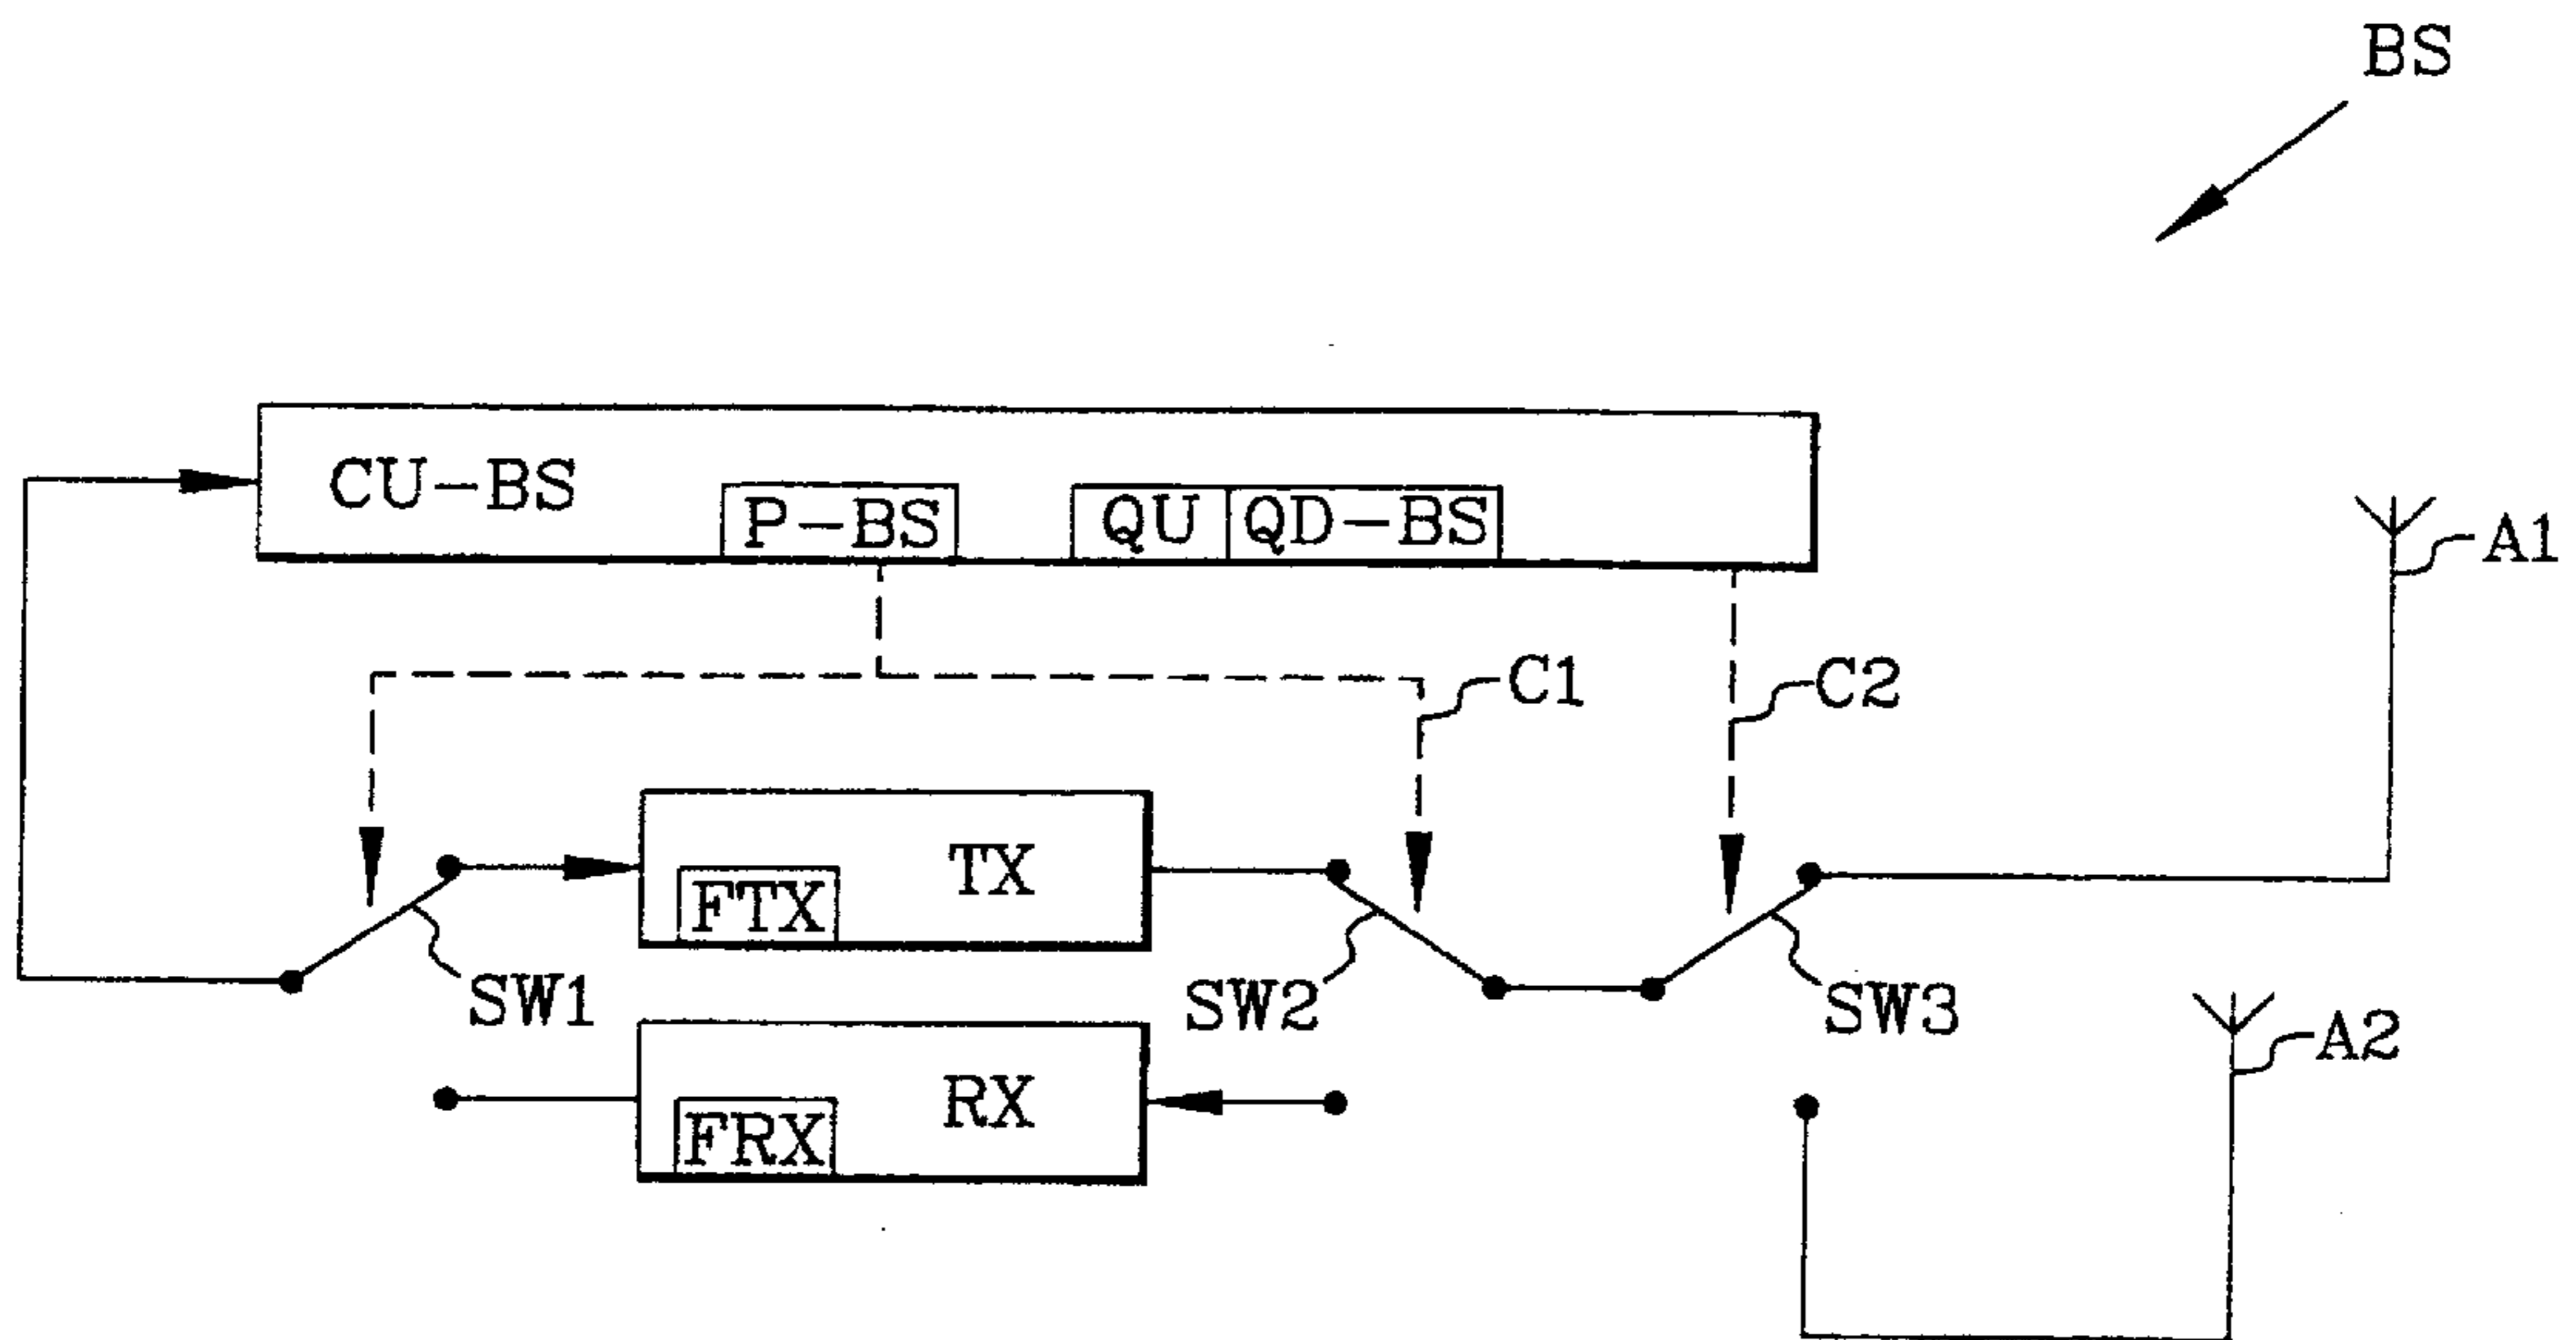 BS
CU-BS
P-BS
QU
QD-BS
A1
C1
C2
TX
FTX
SW1
SW2
SW3
RX
FRX
A2